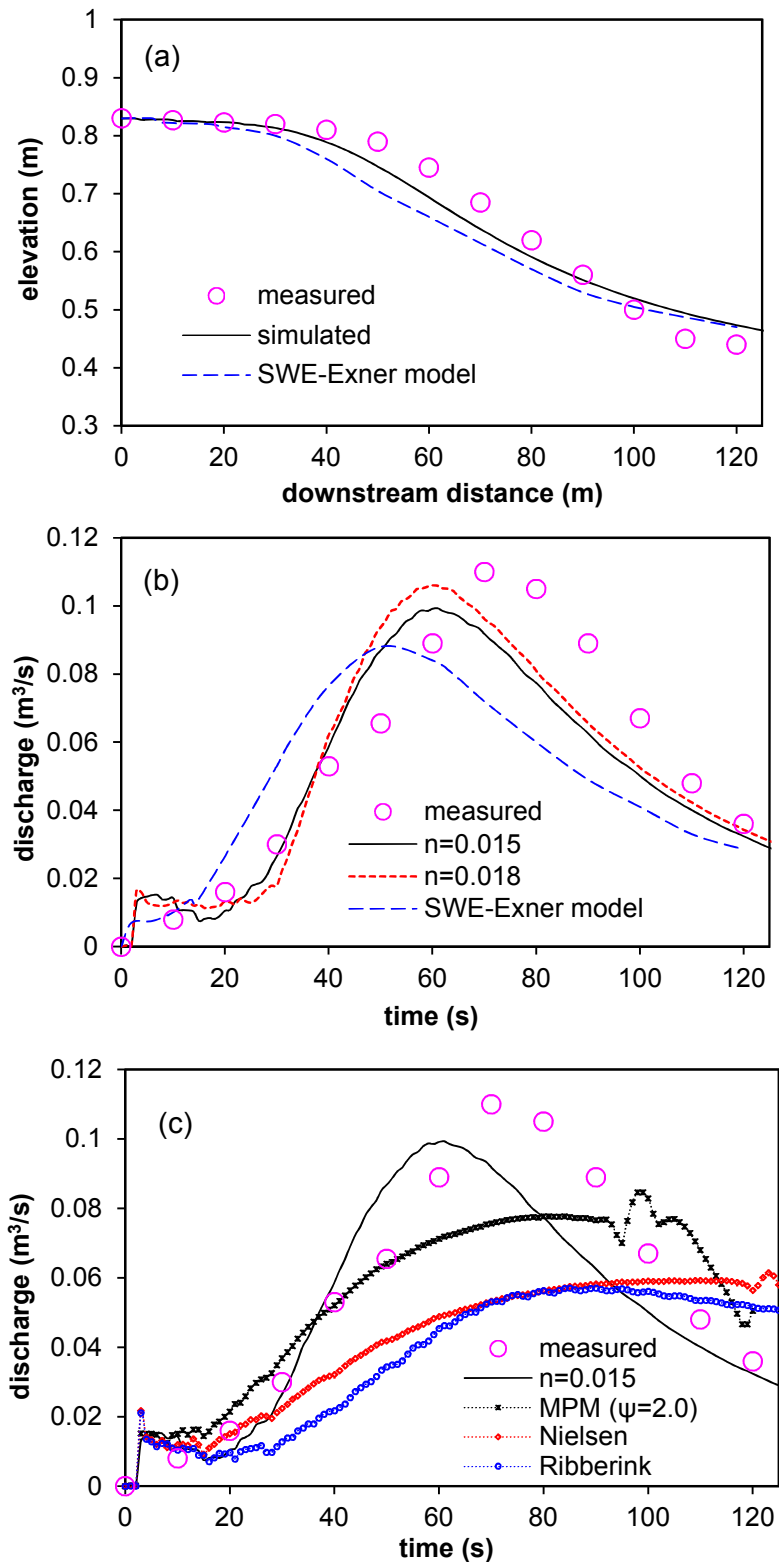 (a)
1
0.9
0.8
0.7
0.6
0.5
0.4
0.3
elevation (m)
measured
simulated
SWE-Exner model
0 20 40 60 80 100 120
downstream distance (m)
(b)
0.12
0.1
0.08
0.06
0.04
0.02
0
discharge (m³/s)
measured
n=0.015
n=0.018
SWE-Exner model
0 20 40 60 80 100 120
time (s)
(c)
0.12
0.1
0.08
0.06
0.04
0.02
0
discharge (m³/s)
measured
n=0.015
MPM (ψ=2.0)
Nielsen
Ribberink
0 20 40 60 80 100 120
time (s)